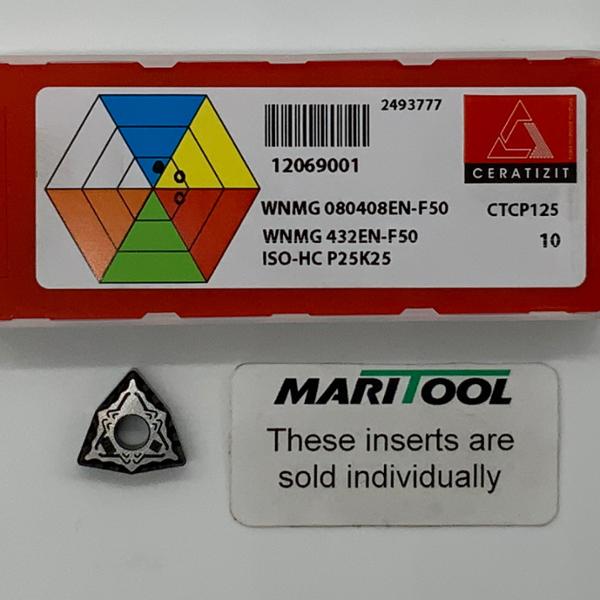 2493777
12069001
CERATIZIT
WNMG 080408EN-F50
CTCP125
WNMG 432EN-F50
10
ISO-HC P25K25
MARITOOL
These inserts are
sold individually